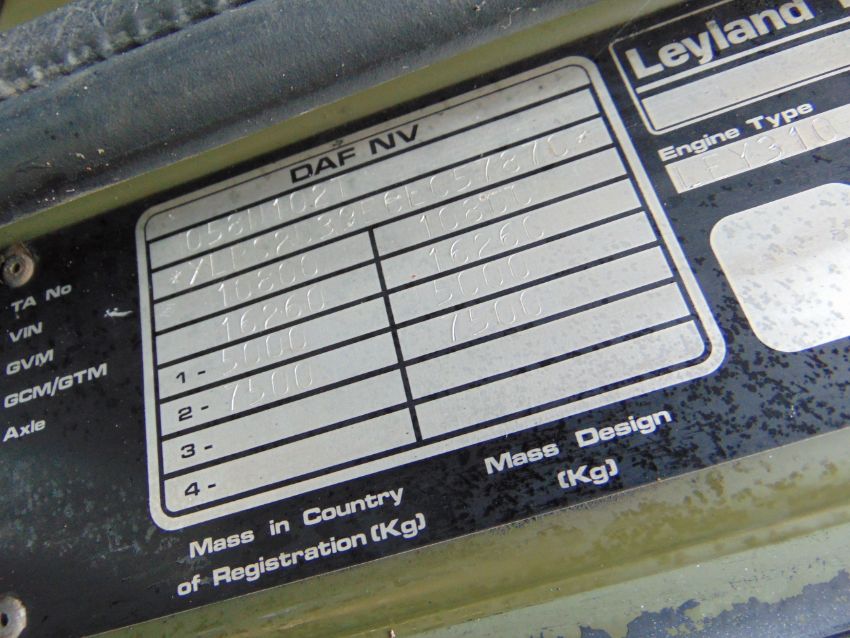 DAF NV
TA No
VIN
GVM 10800 10800
GCM/GTM 16260 16260
Axle 1- 5000 5000
2- 7500 7500
3-
4-
Mass in Country
of Registration (Kg)
Mass Design
(Kg)
Leyland
Engine Type